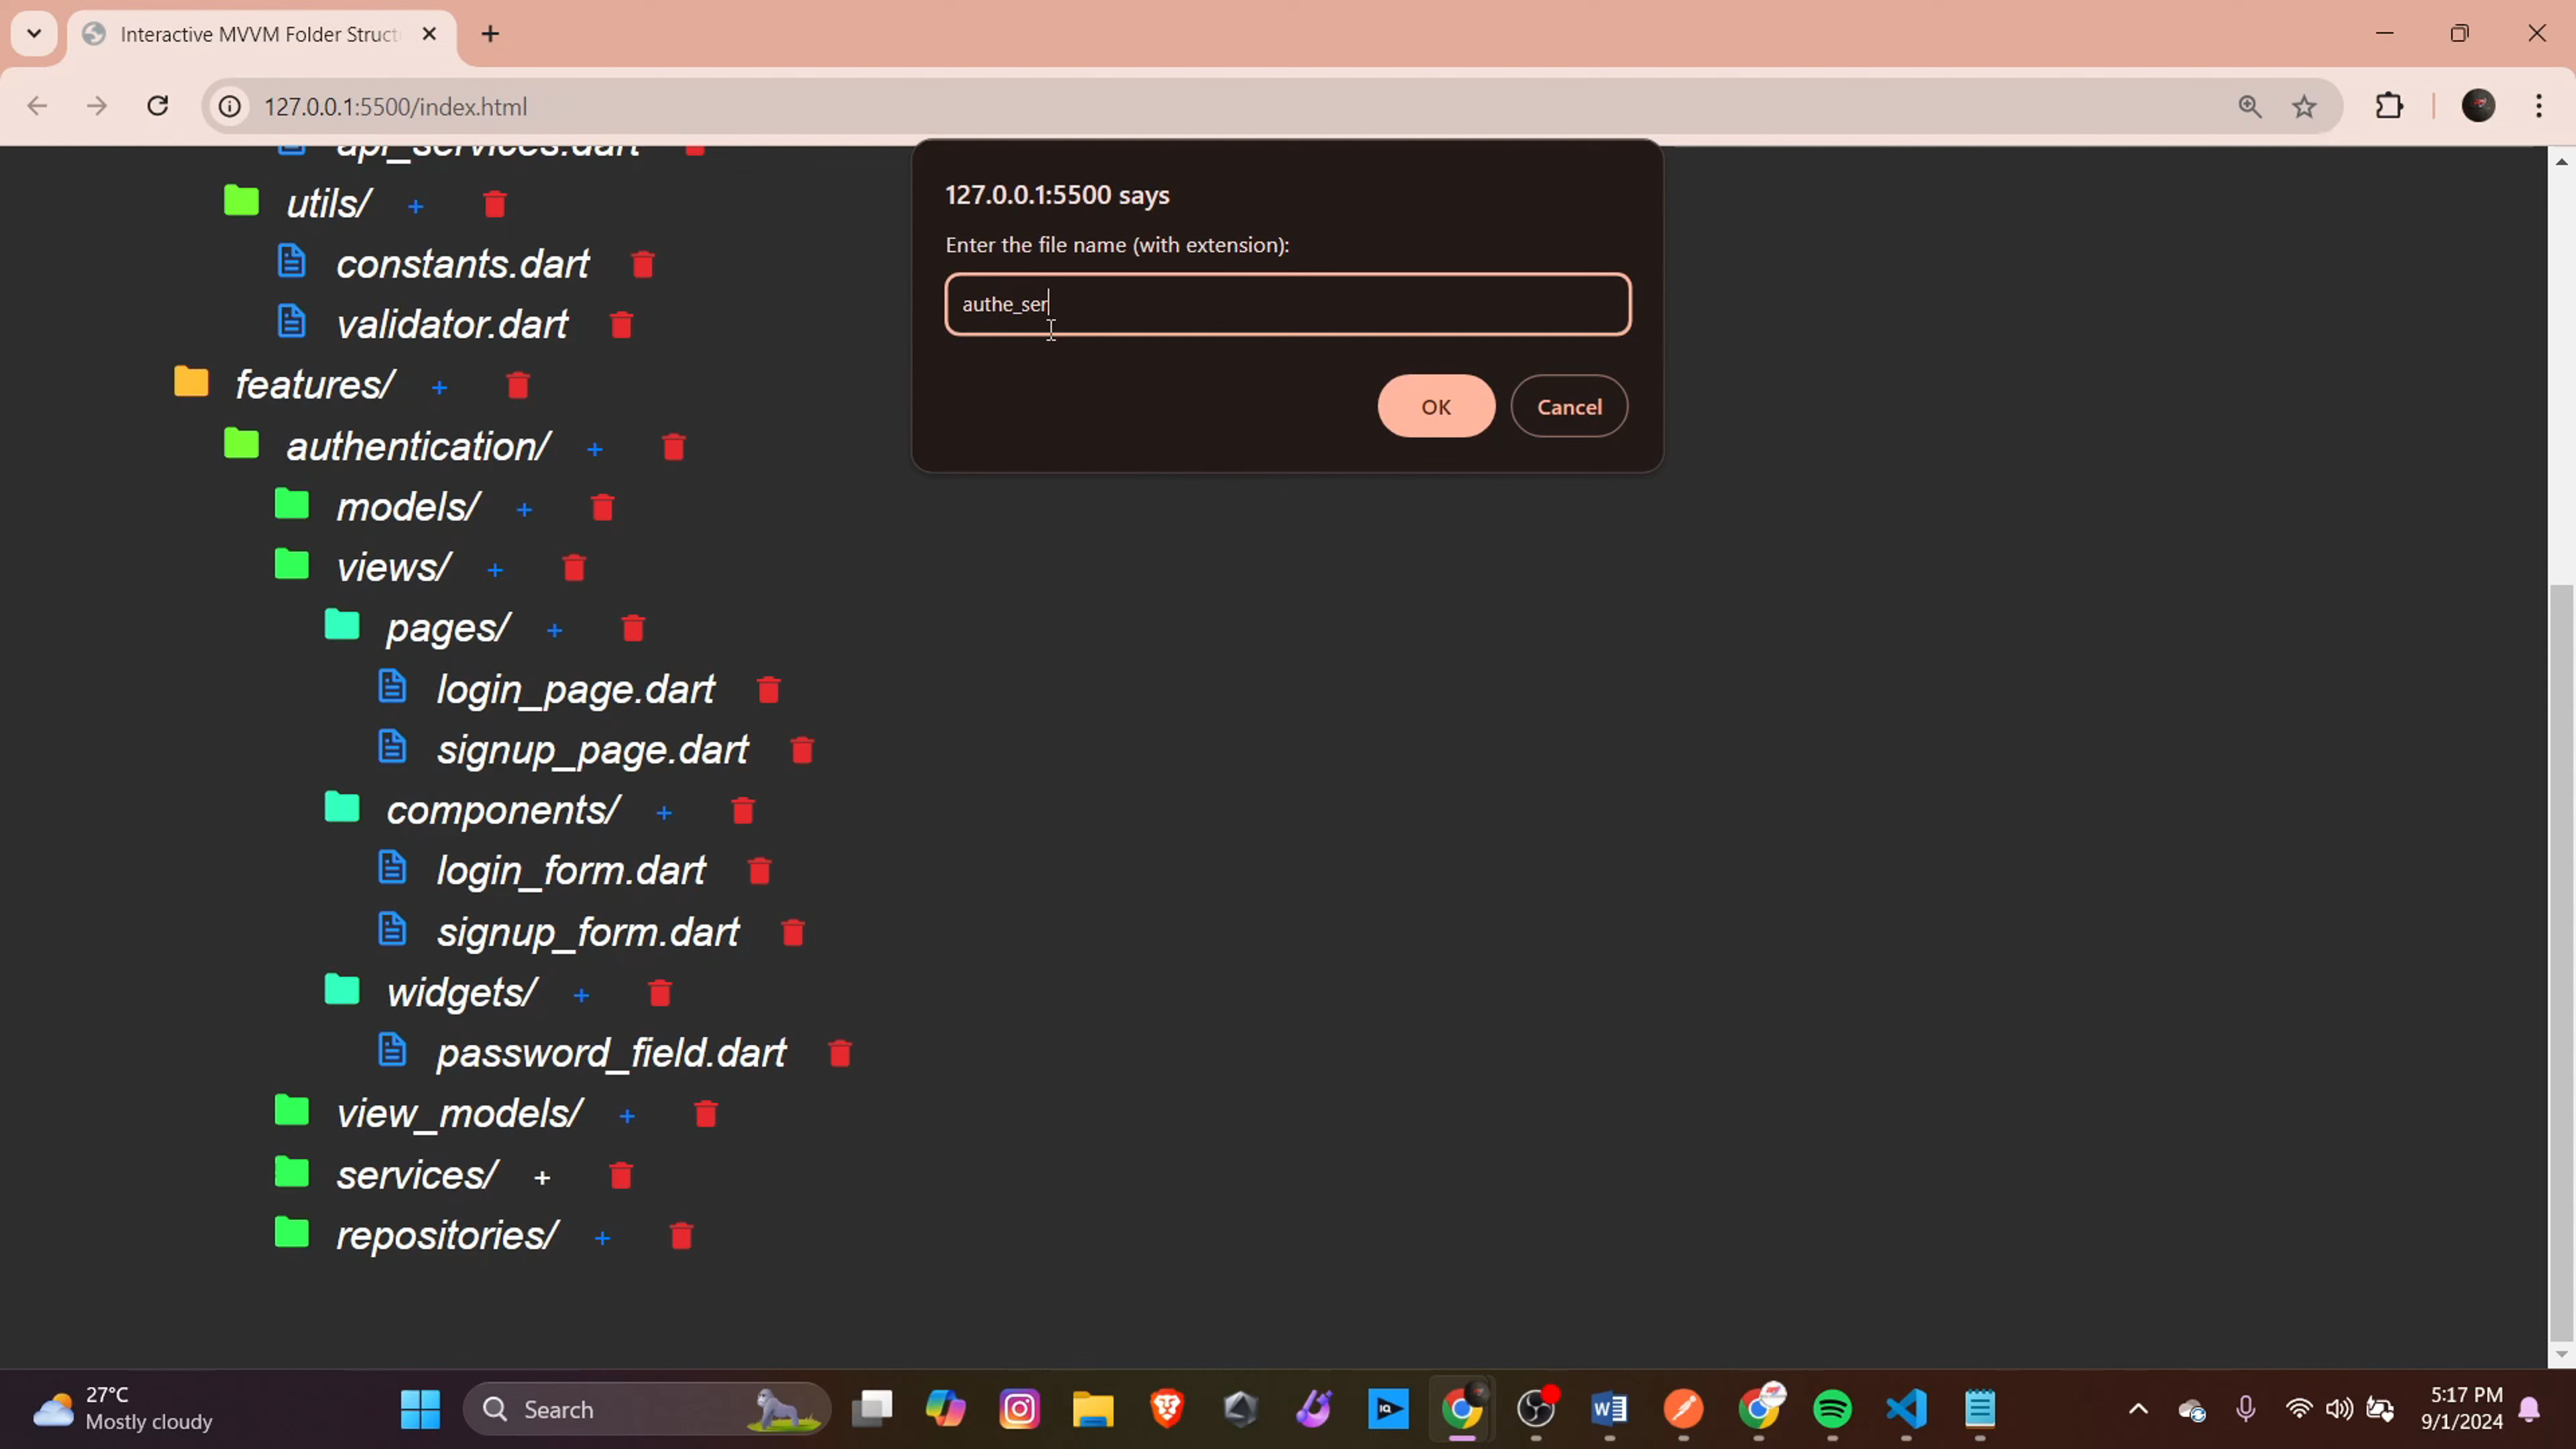 Interactive MVVM Folder Struct
127.0.0.1:5500/index.html
api_services.dart
127.0.0.1:5500 says
Enter the file name (with extension):
authe_ser
OK
Cancel
utils/ +
constants.dart
validator.dart
features/ +
authentication/ +
models/ +
views/ +
pages/ +
login_page.dart
signup_page.dart
components/ +
login_form.dart
signup_form.dart
widgets/ +
password_field.dart
view_models/ +
services/ +
repositories/ +
27°C
Mostly cloudy
Search
IQ
5:17 PM
9/1/2024